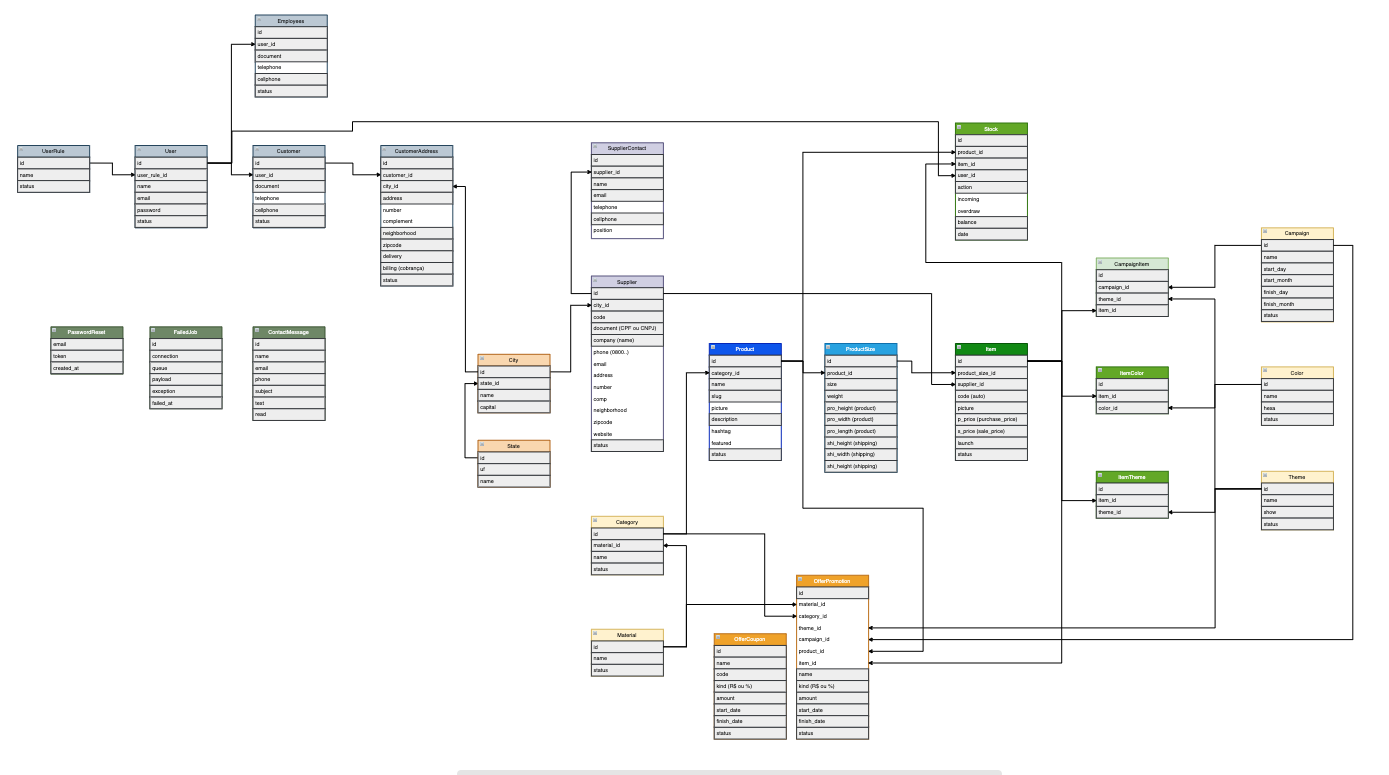 Employees
id
user_id
document
telephone
cellphone
status
UserRule
id
name
status
User
id
user_rule_id
name
email
password
status
Customer
id
user_id
document
telephone
cellphone
status
CustomerAddress
id
customer_id
city_id
address
number
complement
neighborhood
zipcode
delivery
billing (cobrança)
status
SupplierContact
id
supplier_id
name
email
telephone
cellphone
position
Stock
id
product_id
item_id
user_id
action
incoming
overdraw
balance
date
Campaign
id
name
start_day
start_month
finish_day
finish_month
status
CampaignItem
id
campaign_id
theme_id
item_id
Supplier
id
city_id
code
document (CPF ou CNPJ)
company (name)
phone (0800..)
email
address
number
comp
neighborhood
zipcode
website
status
PasswordReset
email
token
created_at
FailedJob
id
connection
queue
payload
exception
failed_at
ContactMessage
id
name
email
phone
subject
text
read
City
id
state_id
name
capital
State
id
uf
name
Product
id
category_id
name
slug
picture
description
hashtag
featured
status
ProductSize
id
product_id
size
weight
pro_height (product)
pro_width (product)
pro_length (product)
shi_height (shipping)
shi_width (shipping)
shi_height (shipping)
Item
id
product_size_id
supplier_id
code (auto)
picture
p_price (purchase_price)
s_price (sale_price)
launch
status
ItemColor
id
item_id
color_id
Color
id
name
hexa
status
ItemTheme
id
item_id
theme_id
Theme
id
name
show
status
Category
id
material_id
name
status
Material
id
name
status
OfferCoupon
id
name
code
kind (R$ ou %)
amount
start_date
finish_date
status
OfferPromotion
id
material_id
category_id
theme_id
campaign_id
product_id
item_id
name
kind (R$ ou %)
amount
start_date
finish_date
status